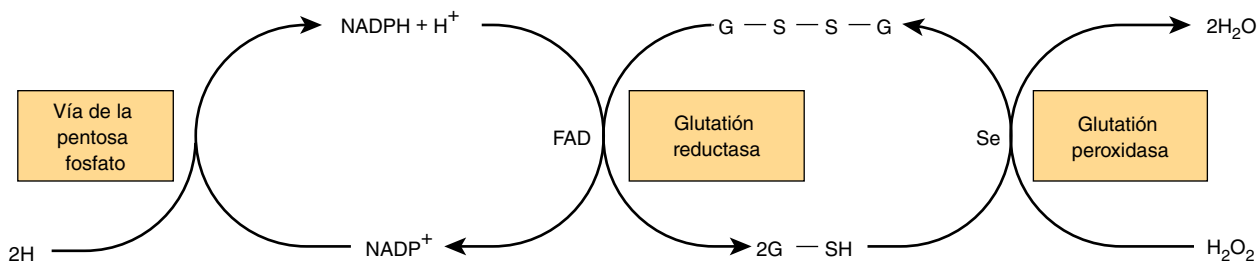 NADPH + H⁺
G — S — S — G
2H₂O
Vía de la
pentosa
fosfato
FAD
Glutatión
reductasa
Se
Glutatión
peroxidasa
2H
NADP⁺
2G — SH
H₂O₂